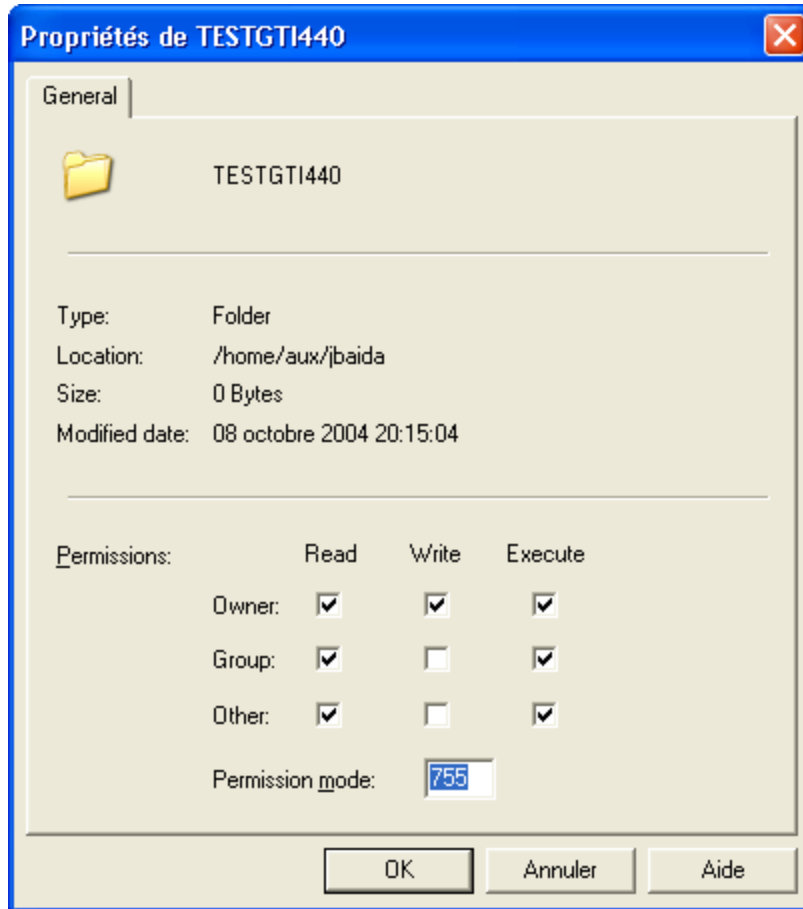 Propriétés de TESTGTI440
General
TESTGTI440
Type: Folder
Location: /home/aux/jbaida
Size: 0 Bytes
Modified date: 08 octobre 2004 20:15:04
Permissions: Read Write Execute
Owner:
Group:
Other:
Permission mode: 755
OK Annuler Aide